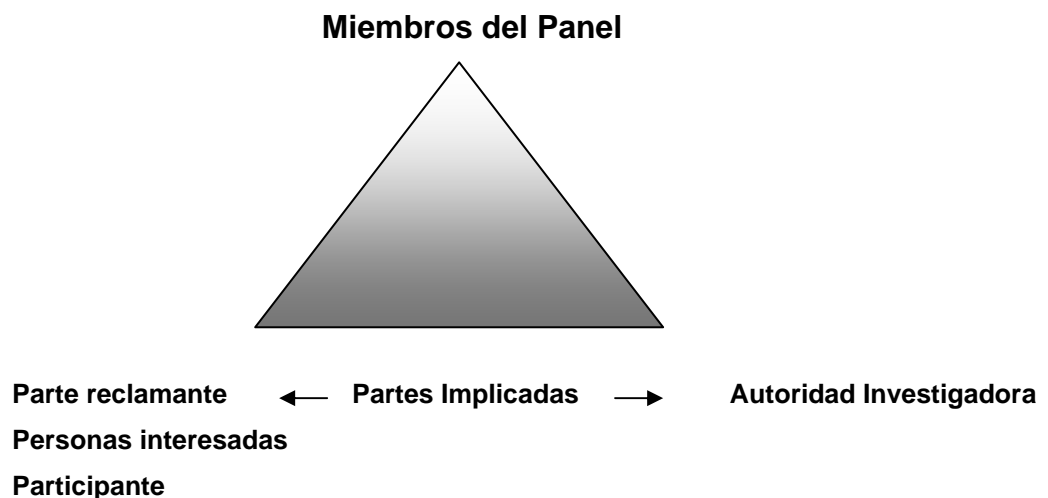 Miembros del Panel
Parte reclamante Partes Implicadas Autoridad Investigadora
Personas interesadas
Participante